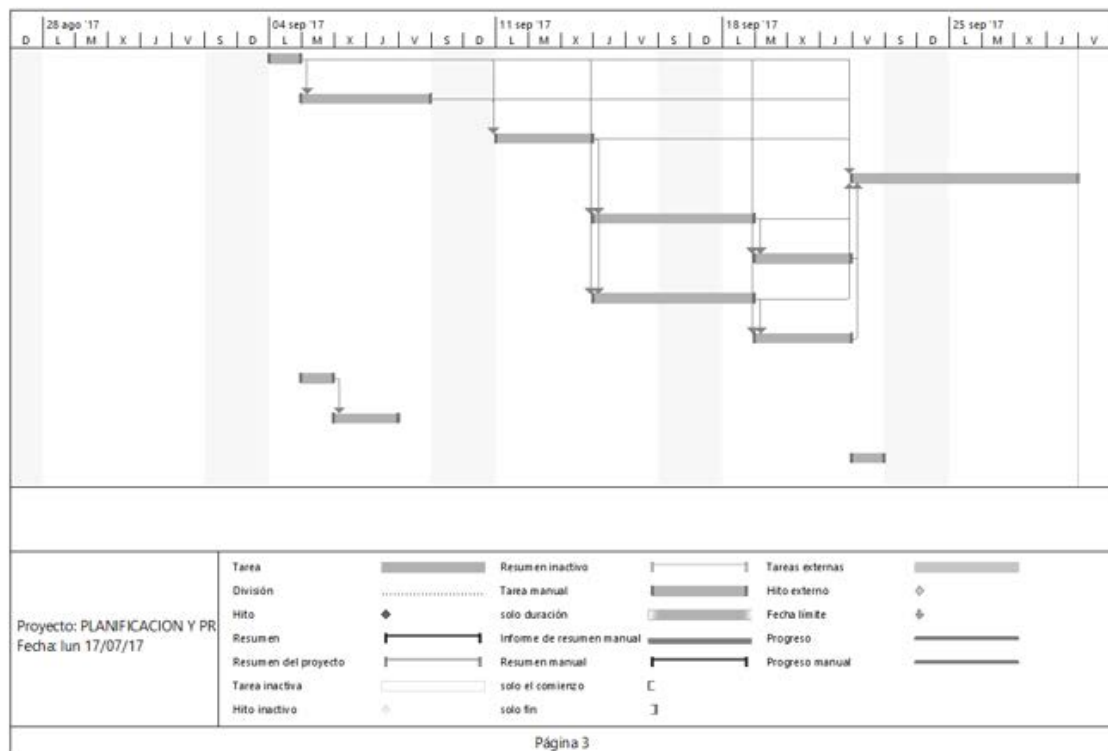 28 ago '17 04 sep '17 11 sep '17 18 sep '17 25 sep '17
D L M X J V S D L M X J V S D L M X J V S D L M X J V S D L M X J V
Tarea Resumen inactivo Tareas externas
División Tarea manual Hito externo
Hito solo duración Fecha límite
Resumen Informe de resumen manual Progreso
Resumen del proyecto Resumen manual Progreso manual
Tarea inactiva solo el comienzo
Hito inactivo solo fin
Proyecto: PLANIFICACION Y PR
Fecha: lun 17/07/17
Página 3